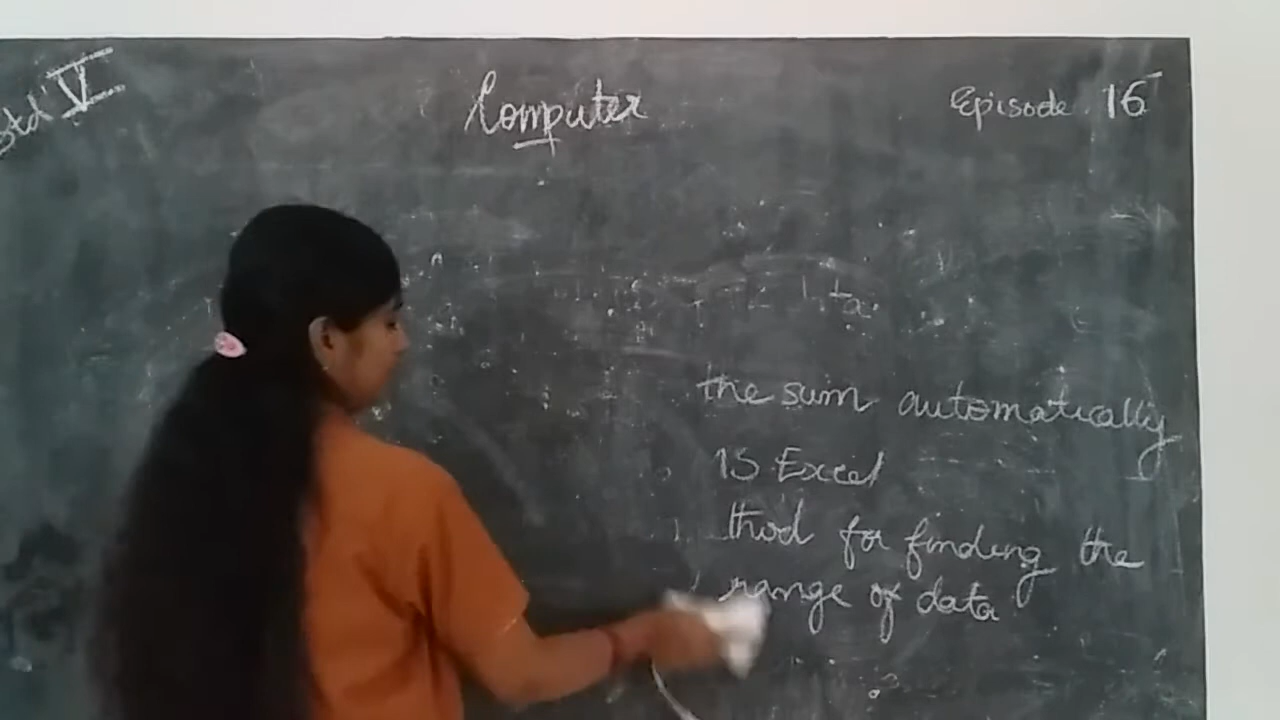 Std V
Computer
Episode 16
the sum automatically
IS Excel
thod for finding the
range of data